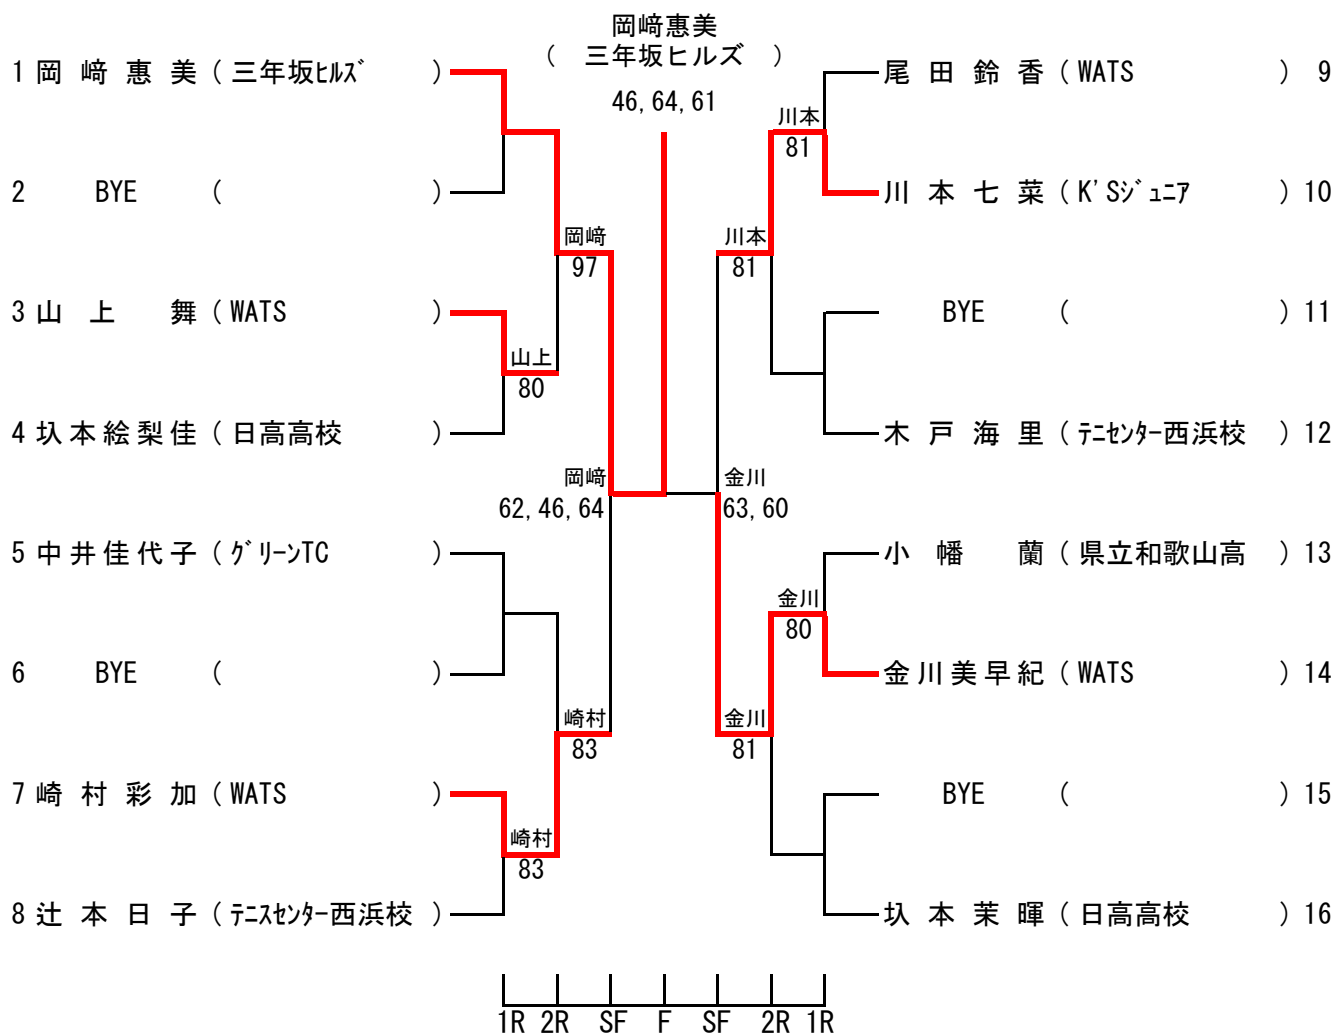 岡﨑惠美
( 三年坂ヒルズ )
46,64,61
1 岡﨑惠美 ( 三年坂ﾋﾙｽﾞ )
2 BYE ( )
3 山上 舞 ( WATS )
4 圦本絵梨佳 ( 日高高校 )
5 中井佳代子 ( ｸﾞﾘｰﾝTC )
6 BYE ( )
7 崎村彩加 ( WATS )
8 辻本日子 ( ﾃﾆｽｾﾝﾀｰ西浜校 )
山上
80
崎村
83
岡﨑
97
崎村
83
岡﨑
62,46,64
川本
81
金川
81
金川
63,60
川本
81
金川
80
尾田鈴香 ( WATS ) 9
川本七菜 ( K'Sｼﾞｭﾆｱ ) 10
BYE ( ) 11
木戸海里 ( ﾃﾆｾﾝﾀｰ西浜校 ) 12
小幡 蘭 ( 県立和歌山高 ) 13
金川美早紀 ( WATS ) 14
BYE ( ) 15
圦本茉暉 ( 日高高校 ) 16
1R 2R SF F SF 2R 1R